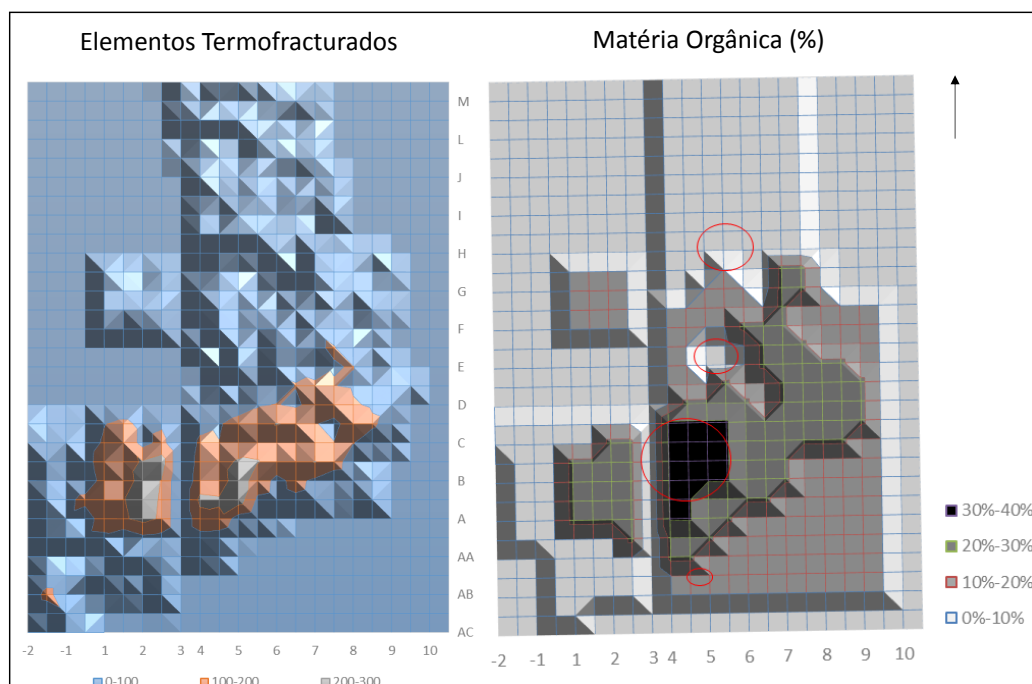 Elementos Termofracturados
Matéria Orgânica (%)
M
L
J
I
H
G
F
E
D
C
B
A
AA
AB
AC
-2 -1 1 2 3 4 5 6 7 8 9 10
0-100 100-200 200-300
-2 -1 1 2 3 4 5 6 7 8 9 10
30%-40%
20%-30%
10%-20%
0%-10%